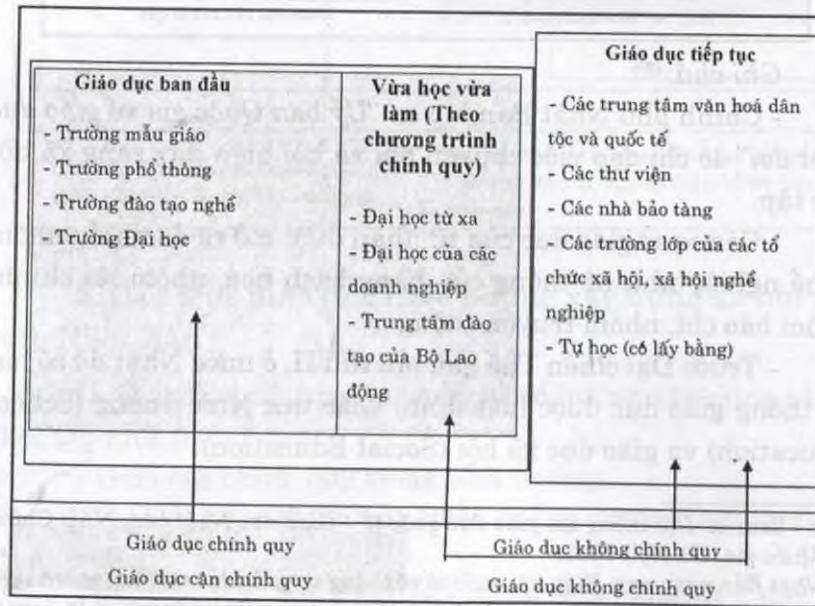 Giáo dục ban đầu
- Trường mẫu giáo
- Trường phổ thông
- Trường đào tạo nghề
- Trường Đại học
Vừa học vừa
làm (Theo
chương trtinh
chính quy)
- Đại học từ xa
- Đại học của các
doanh nghiệp
- Trung tâm đào
tạo của Bộ Lao
động
Giáo dục tiếp tục
- Các trung tâm văn hoá dân
tộc và quốc tế
- Các thư viện
- Các nhà bảo tàng
- Các trường lớp của các tổ
chức xã hội, xã hội nghề
nghiệp
- Tự học (có lấy bằng)
Giáo dục chính quy
Giáo dục không chính quy
Giáo dục cận chính quy
Giáo dục không chính quy